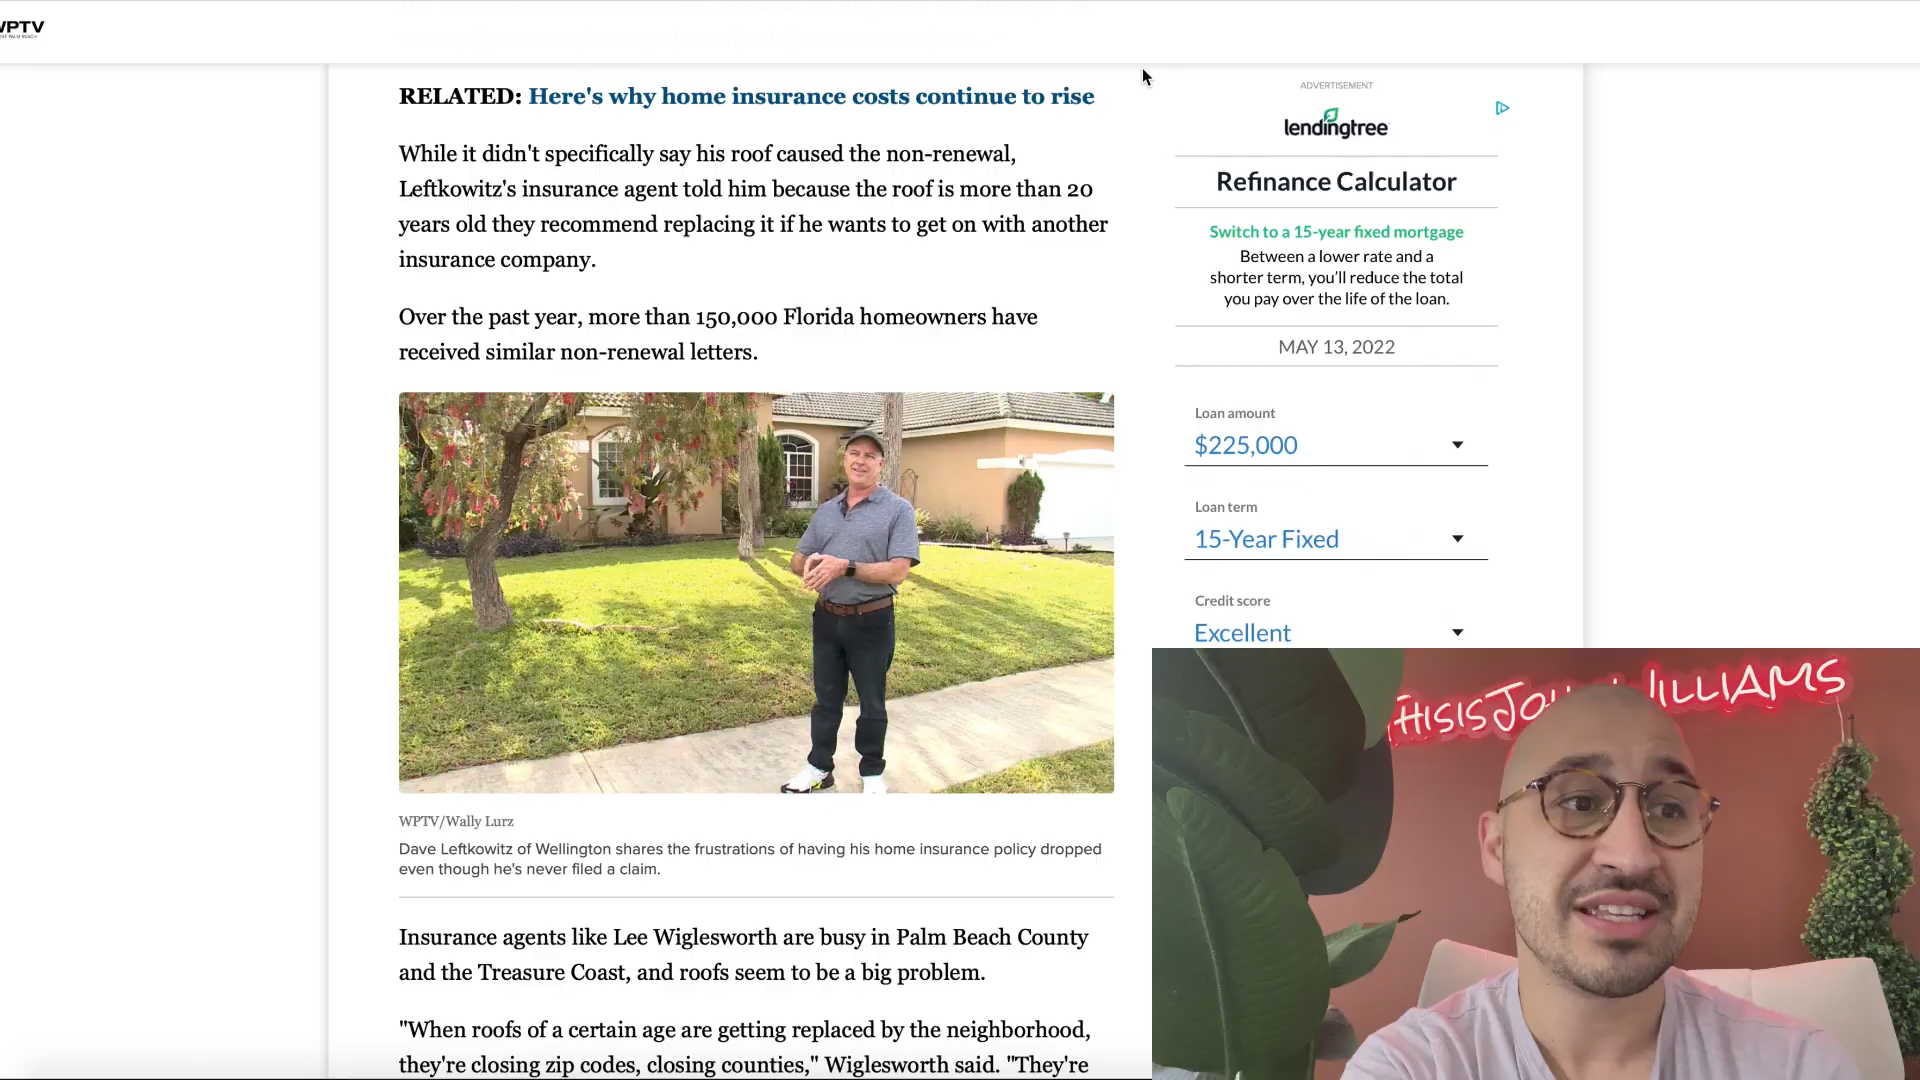 WPTV
RELATED: Here's why home insurance costs continue to rise
While it didn't specifically say his roof caused the non-renewal,
Leftkowitz's insurance agent told him because the roof is more than 20
years old they recommend replacing it if he wants to get on with another
insurance company.
Over the past year, more than 150,000 Florida homeowners have
received similar non-renewal letters.
WPTV/Wally Lurz
Dave Leftkowitz of Wellington shares the frustrations of having his home insurance policy dropped
even though he's never filed a claim.
Insurance agents like Lee Wiglesworth are busy in Palm Beach County
and the Treasure Coast, and roofs seem to be a big problem.
"When roofs of a certain age are getting replaced by the neighborhood,
they're closing zip codes, closing counties," Wiglesworth said. "They're
ADVERTISEMENT
lendingtree
Refinance Calculator
Switch to a 15-year fixed mortgage
Between a lower rate and a
shorter term, you'll reduce the total
you pay over the life of the loan.
MAY 13, 2022
Loan amount
$225,000
Loan term
15-Year Fixed
Credit score
Excellent